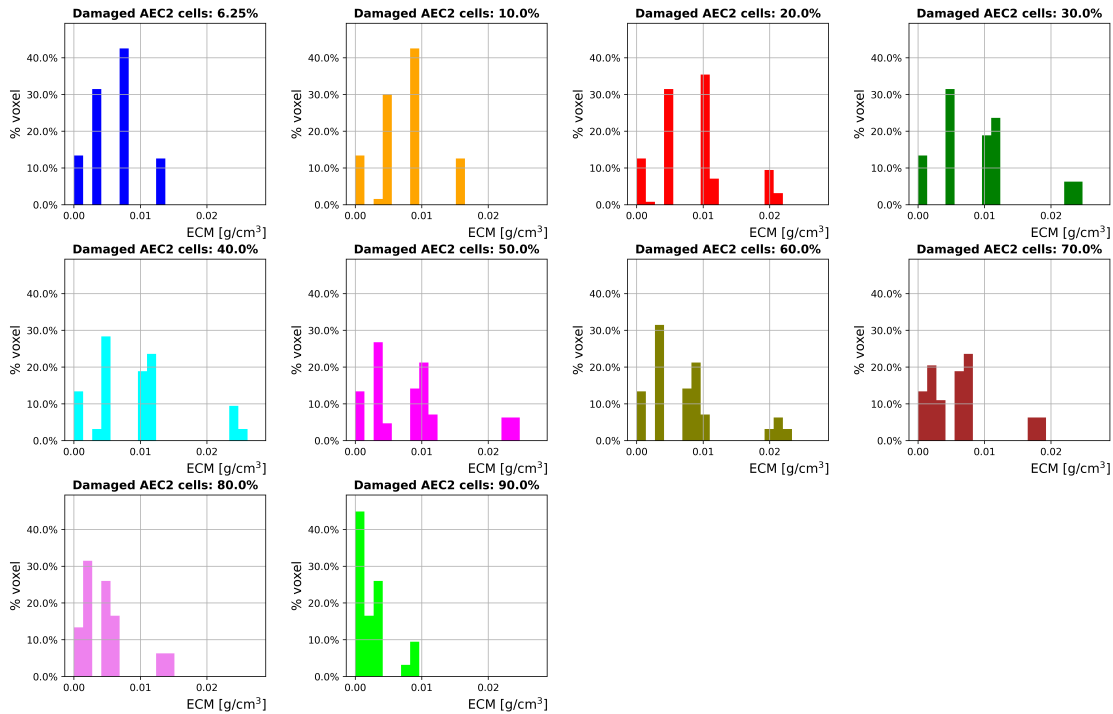 Damaged AEC2 cells: 6.25%
% voxel
40.0%
30.0%
20.0%
10.0%
0.0%
0.00 0.01 0.02
ECM [g/cm³]
Damaged AEC2 cells: 10.0%
% voxel
40.0%
30.0%
20.0%
10.0%
0.0%
0.00 0.01 0.02
ECM [g/cm³]
Damaged AEC2 cells: 20.0%
% voxel
40.0%
30.0%
20.0%
10.0%
0.0%
0.00 0.01 0.02
ECM [g/cm³]
Damaged AEC2 cells: 30.0%
% voxel
40.0%
30.0%
20.0%
10.0%
0.0%
0.00 0.01 0.02
ECM [g/cm³]
Damaged AEC2 cells: 40.0%
% voxel
40.0%
30.0%
20.0%
10.0%
0.0%
0.00 0.01 0.02
ECM [g/cm³]
Damaged AEC2 cells: 50.0%
% voxel
40.0%
30.0%
20.0%
10.0%
0.0%
0.00 0.01 0.02
ECM [g/cm³]
Damaged AEC2 cells: 60.0%
% voxel
40.0%
30.0%
20.0%
10.0%
0.0%
0.00 0.01 0.02
ECM [g/cm³]
Damaged AEC2 cells: 70.0%
% voxel
40.0%
30.0%
20.0%
10.0%
0.0%
0.00 0.01 0.02
ECM [g/cm³]
Damaged AEC2 cells: 80.0%
% voxel
40.0%
30.0%
20.0%
10.0%
0.0%
0.00 0.01 0.02
ECM [g/cm³]
Damaged AEC2 cells: 90.0%
% voxel
40.0%
30.0%
20.0%
10.0%
0.0%
0.00 0.01 0.02
ECM [g/cm³]